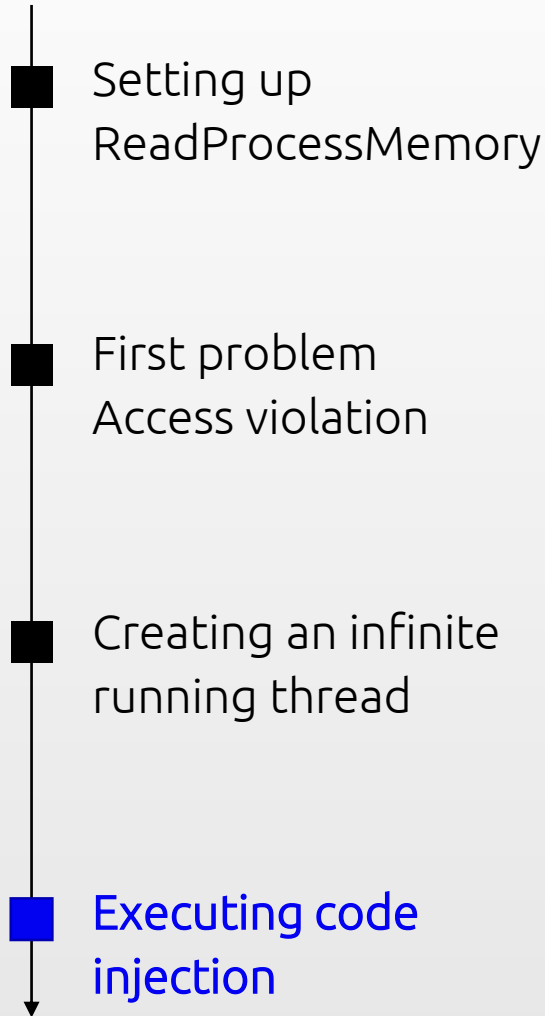 Setting up
ReadProcessMemory
First problem
Access violation
Creating an infinite
running thread
Executing code
injection